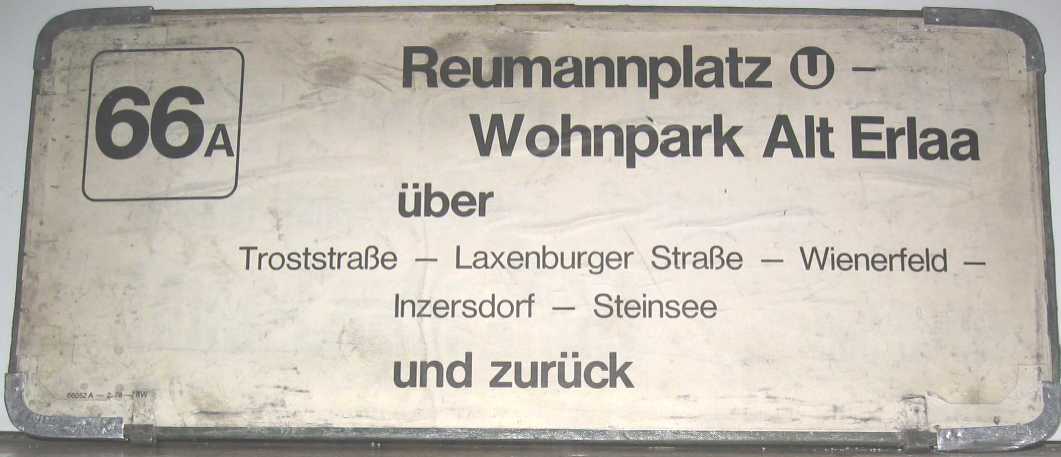 66A
Reumannplatz U –
Wohnpark Alt Erlaa
über
Troststraße – Laxenburger Straße – Wienerfeld –
Inzersdorf – Steinsee
und zurück